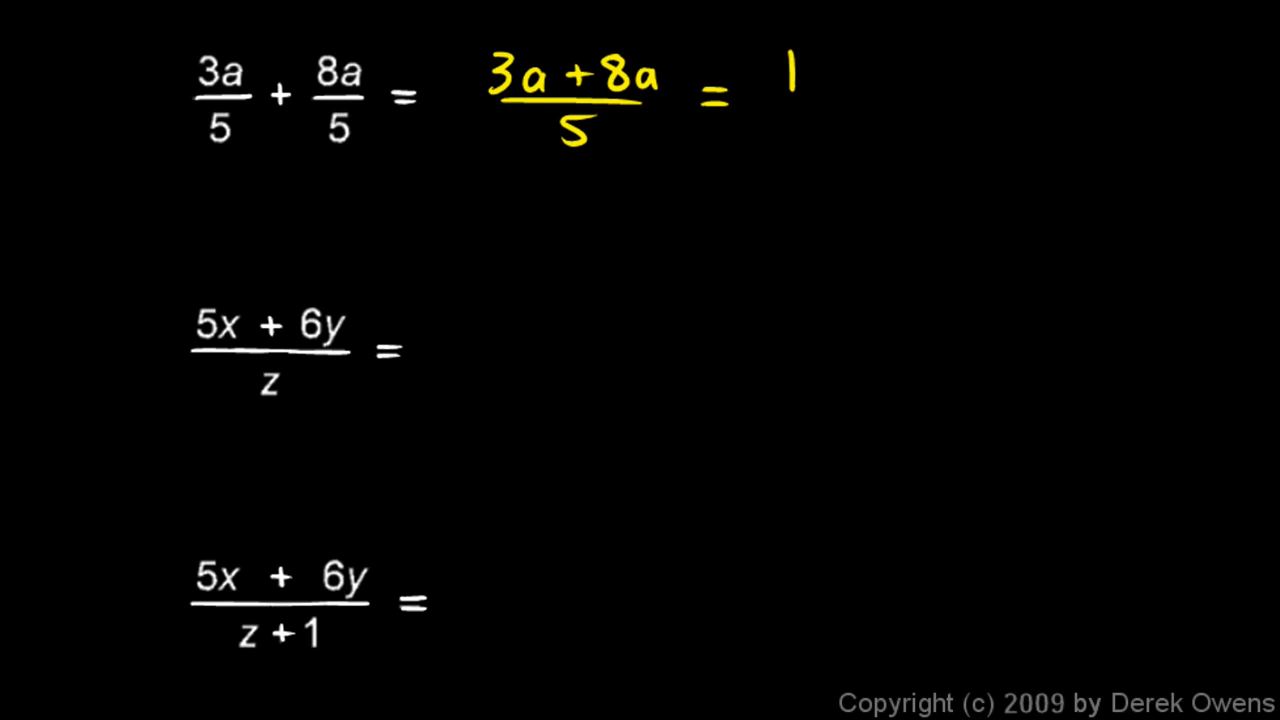 3a/5 + 8a/5 = 3a + 8a/5 = 1
5x + 6y/z =
5x + 6y/z + 1 =
Copyright (c) 2009 by Derek Owens